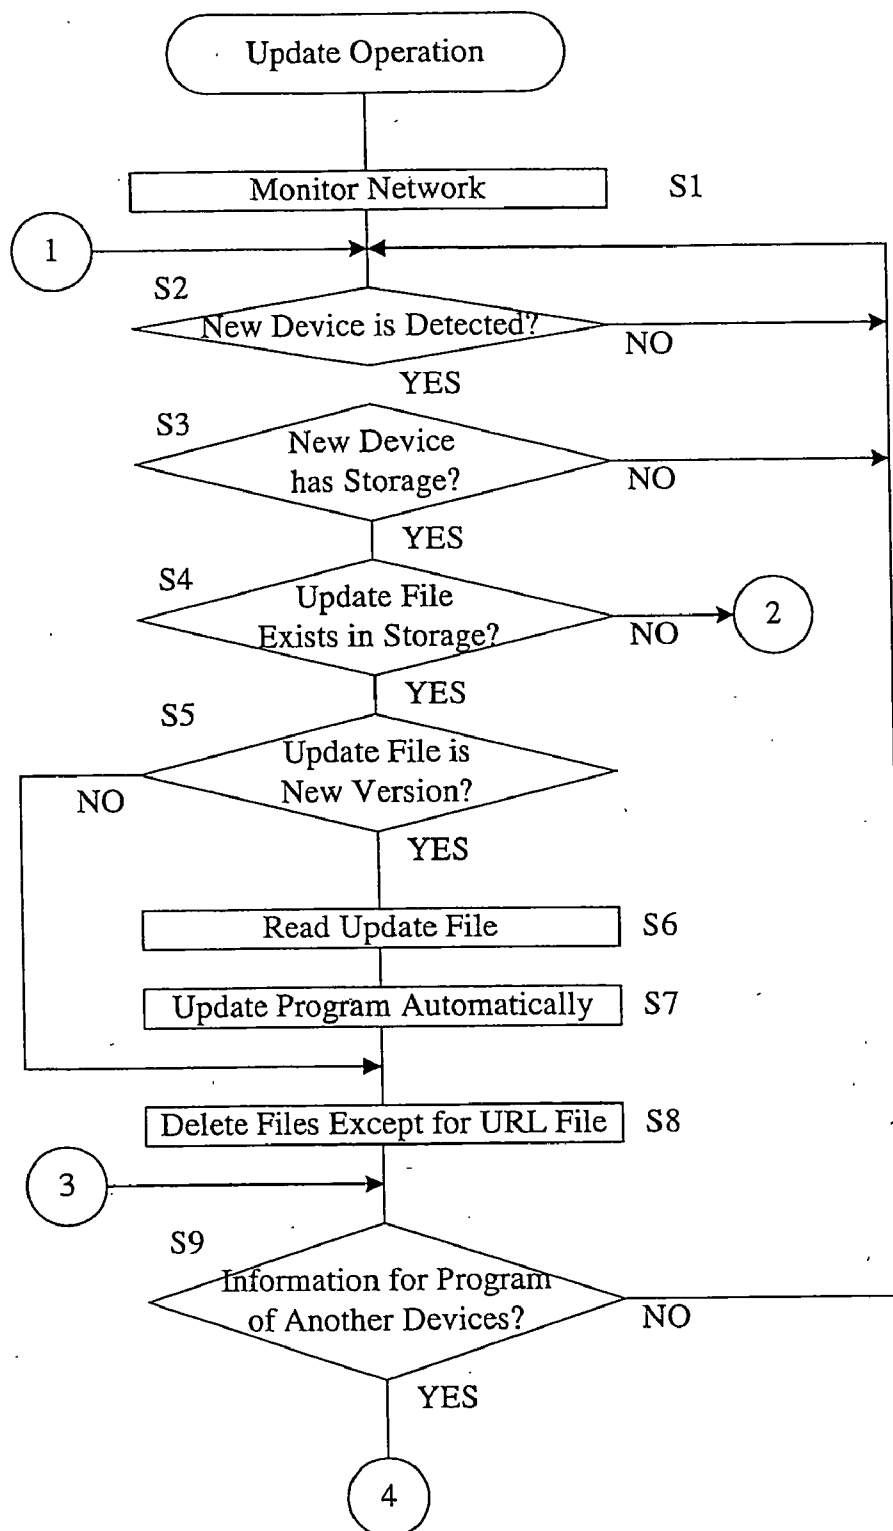 Update Operation
Monitor Network
S1
1
S2
New Device is Detected?
NO
YES
S3
New Device
has Storage?
NO
YES
S4
Update File
Exists in Storage?
NO
2
YES
S5
Update File is
New Version?
NO
YES
Read Update File
S6
Update Program Automatically
S7
Delete Files Except for URL File
S8
3
S9
Information for Program
of Another Devices?
NO
YES
4